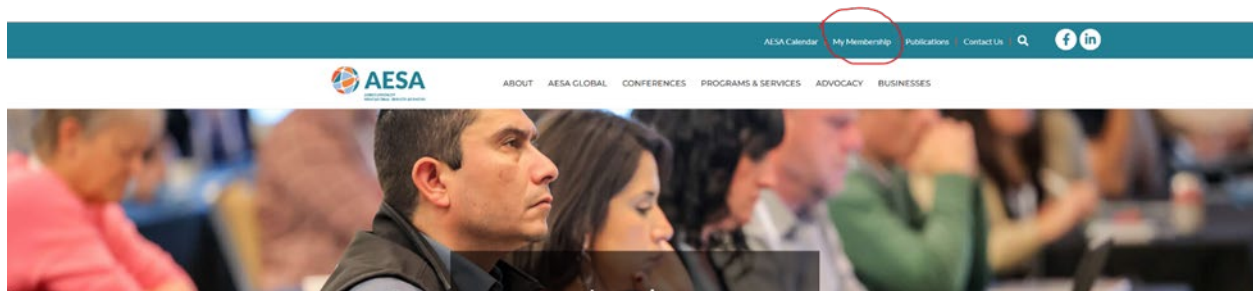 AESA Calendar | My Membership | Publications | Contact Us |
AESA
ABOUT AESA GLOBAL CONFERENCES PROGRAMS & SERVICES ADVOCACY BUSINESSES